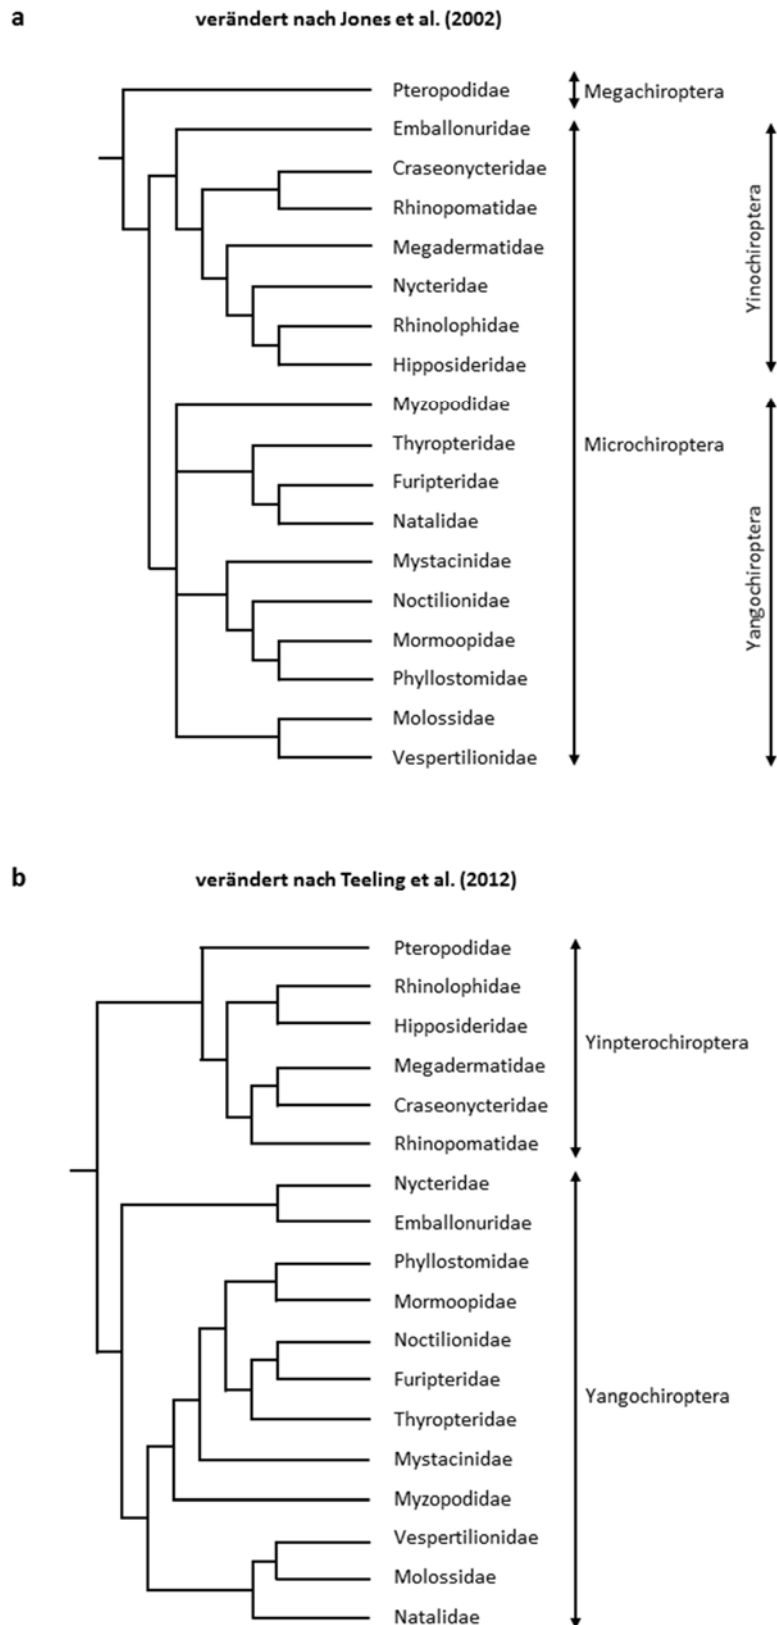 a
verändert nach Jones et al. (2002)
Pteropodidae
Megachiroptera
Emballonuridae
Craseonycteridae
Rhinopomatidae
Megadermatidae
Nycteridae
Rhinolophidae
Hipposideridae
Yinochiroptera
Myzopodidae
Thyropteridae
Microchiroptera
Furipteridae
Natalidae
Mystacinidae
Noctilionidae
Mormoopidae
Phyllostomidae
Molossidae
Vespertilionidae
Yangochiroptera
b
verändert nach Teeling et al. (2012)
Pteropodidae
Rhinolophidae
Hipposideridae
Yinpterochiroptera
Megadermatidae
Craseonycteridae
Rhinopomatidae
Nycteridae
Emballonuridae
Phyllostomidae
Mormoopidae
Noctilionidae
Furipteridae
Yangochiroptera
Thyropteridae
Mystacinidae
Myzopodidae
Vespertilionidae
Molossidae
Natalidae